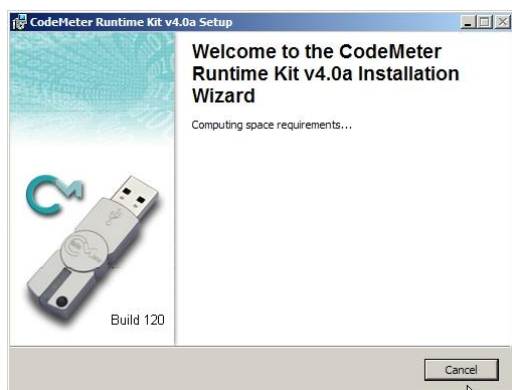 CodeMeter Runtime Kit v4.0a Setup
Welcome to the CodeMeter
Runtime Kit v4.0a Installation
Wizard
Computing space requirements...
Build 120
Cancel